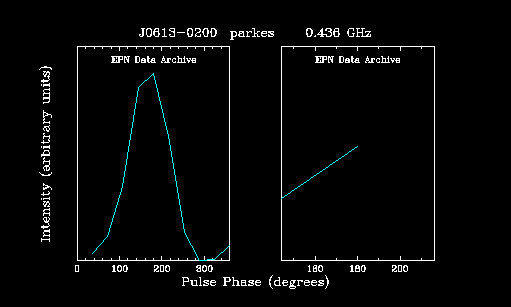 J0613-0200 parkes 0.436 GHz
EPN Data Archive
EPN Data Archive
Intensity (arbitrary units)
0 100 200 300
160 180 200
Pulse Phase (degrees)